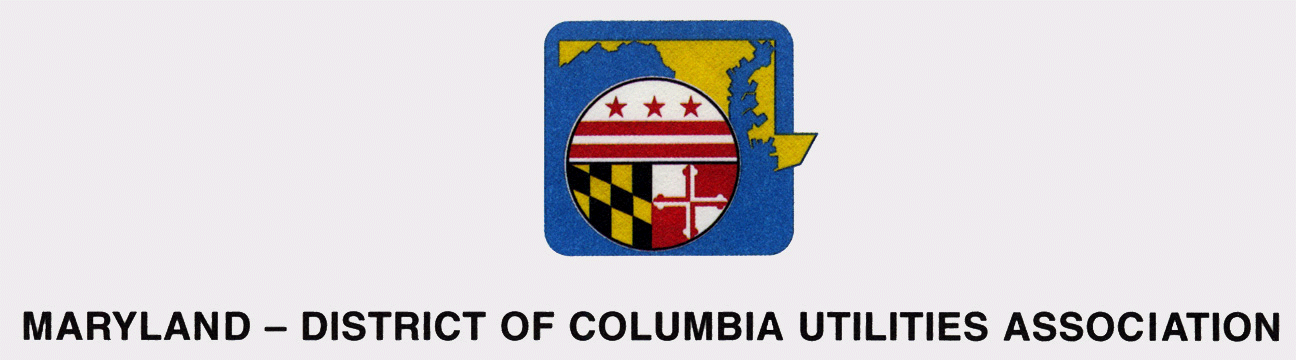 MARYLAND – DISTRICT OF COLUMBIA UTILITIES ASSOCIATION